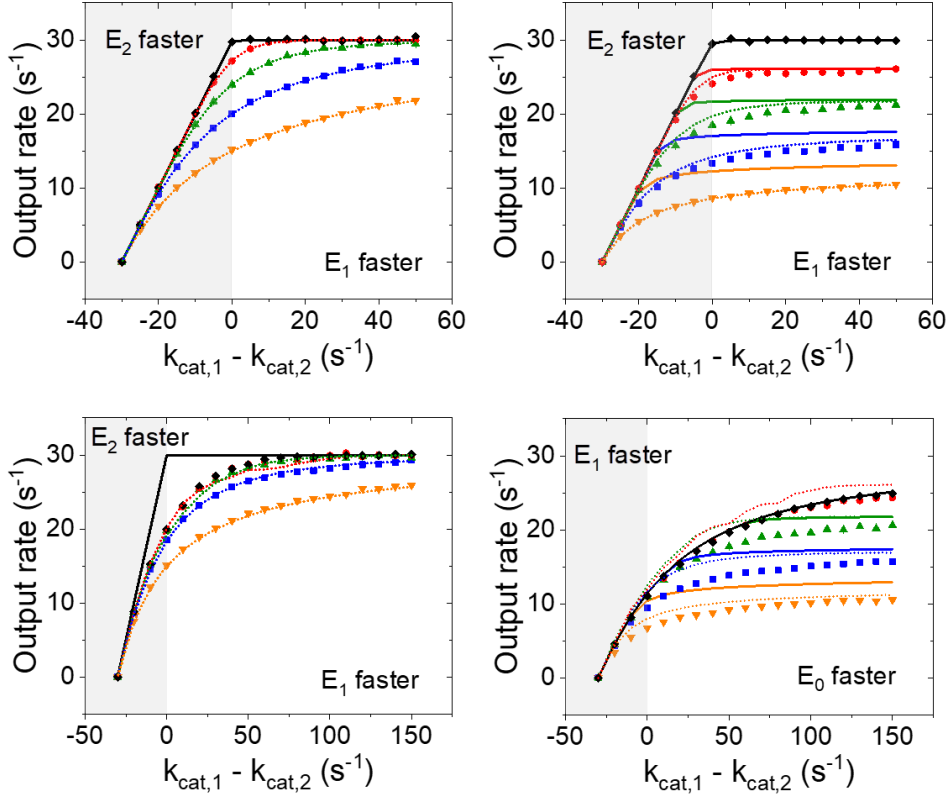 E2 faster
E1 faster
Output rate (s-1)
0
10
20
30
-40
-20
0
20
40
60
kcat,1 - kcat,2 (s-1)
E2 faster
E1 faster
Output rate (s-1)
0
10
20
30
-40
-20
0
20
40
60
kcat,1 - kcat,2 (s-1)
E2 faster
E1 faster
Output rate (s-1)
0
10
20
30
-50
0
50
100
150
kcat,1 - kcat,2 (s-1)
E1 faster
E0 faster
Output rate (s-1)
0
10
20
30
-50
0
50
100
150
kcat,1 - kcat,2 (s-1)